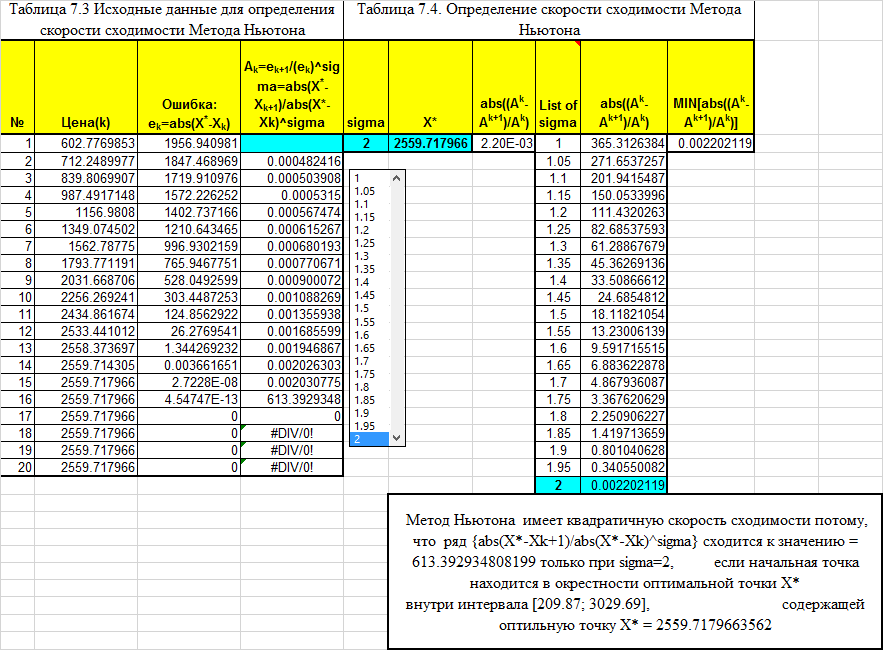 Таблица 7.3 Исходные данные для определения
скорости сходимости Метода Ньютона
Таблица 7.4. Определение скорости сходимости Метода
Ньютона
№
Цена(k)
Ошибка:
ek=abs(X*-Xk)
Ak=ek+1/(ek)^sig
ma=abs(X*-
Xk+1)/abs(X*-
Xk)^sigma
sigma
X*
abs((Ak-
Ak+1)/Ak)
List of
sigma
abs((Ak-
Ak+1)/Ak)
MIN[abs((Ak-
Ak+1)/Ak)]
1 602.7769853 1956.940981 2 2559.717966 2.20E-03 1 365.3126384 0.002202119
2 712.2489977 1847.468969 0.000482416 1.05 271.6537257
3 839.8069907 1719.910976 0.000503908 1.1 201.9415487
4 987.4917148 1572.226252 0.0005315 1.15 150.0533996
5 1156.9808 1402.737166 0.000567474 1.2 111.4320263
6 1349.074502 1210.643465 0.000615267 1.25 82.68537593
7 1562.78775 996.9302159 0.000680193 1.3 61.28867679
8 1793.771191 765.9467751 0.000770671 1.35 45.36269136
9 2031.668706 528.0492599 0.000900072 1.4 33.50866612
10 2256.269241 303.4487253 0.001088269 1.45 24.6854812
11 2434.861674 124.8562922 0.001355938 1.5 18.11821054
12 2533.441012 26.2769541 0.001685599 1.55 13.23006139
13 2558.373697 1.344269232 0.001946867 1.6 9.591715515
14 2559.714305 0.003661651 0.002026303 1.65 6.883622878
15 2559.717966 2.7228E-08 0.002030775 1.7 4.867936087
16 2559.717966 4.54747E-13 613.3929348 1.75 3.367620629
17 2559.717966 0 0 1.8 2.250906227
18 2559.717966 0 #DIV/0! 1.85 1.419713659
19 2559.717966 0 #DIV/0! 1.9 0.801040628
20 2559.717966 0 #DIV/0! 1.95 0.340550082
2 0.002202119
1
1.05
1.1
1.15
1.2
1.25
1.3
1.35
1.4
1.45
1.5
1.55
1.6
1.65
1.7
1.75
1.8
1.85
1.9
1.95
2
Метод Ньютона имеет квадратичную скорость сходимости потому,
что ряд {abs(X*-Xk+1)/abs(X*-Xk)^sigma} сходится к значению =
613.392934808199 только при sigma=2, если начальная точка
находится в окрестности оптимальной точки X*
внутри интервала [209.87; 3029.69], содержащей
оптильную точку X* = 2559.7179663562